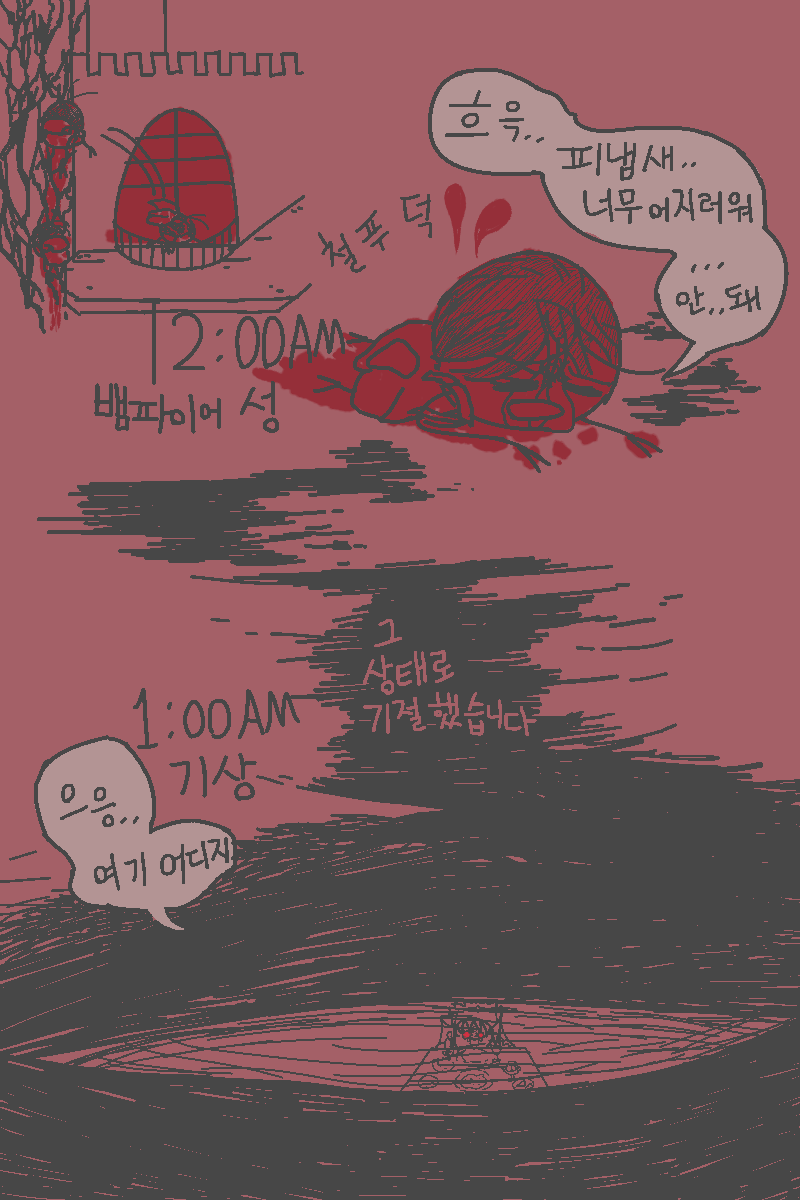 흐윽..
피냄새..
너무 어지러워
...
안..돼
철푸덕
12:00AM
뱀파이어 성
그
상태로
기절했습니다
1:00AM
기상
으응..
여기 어디지